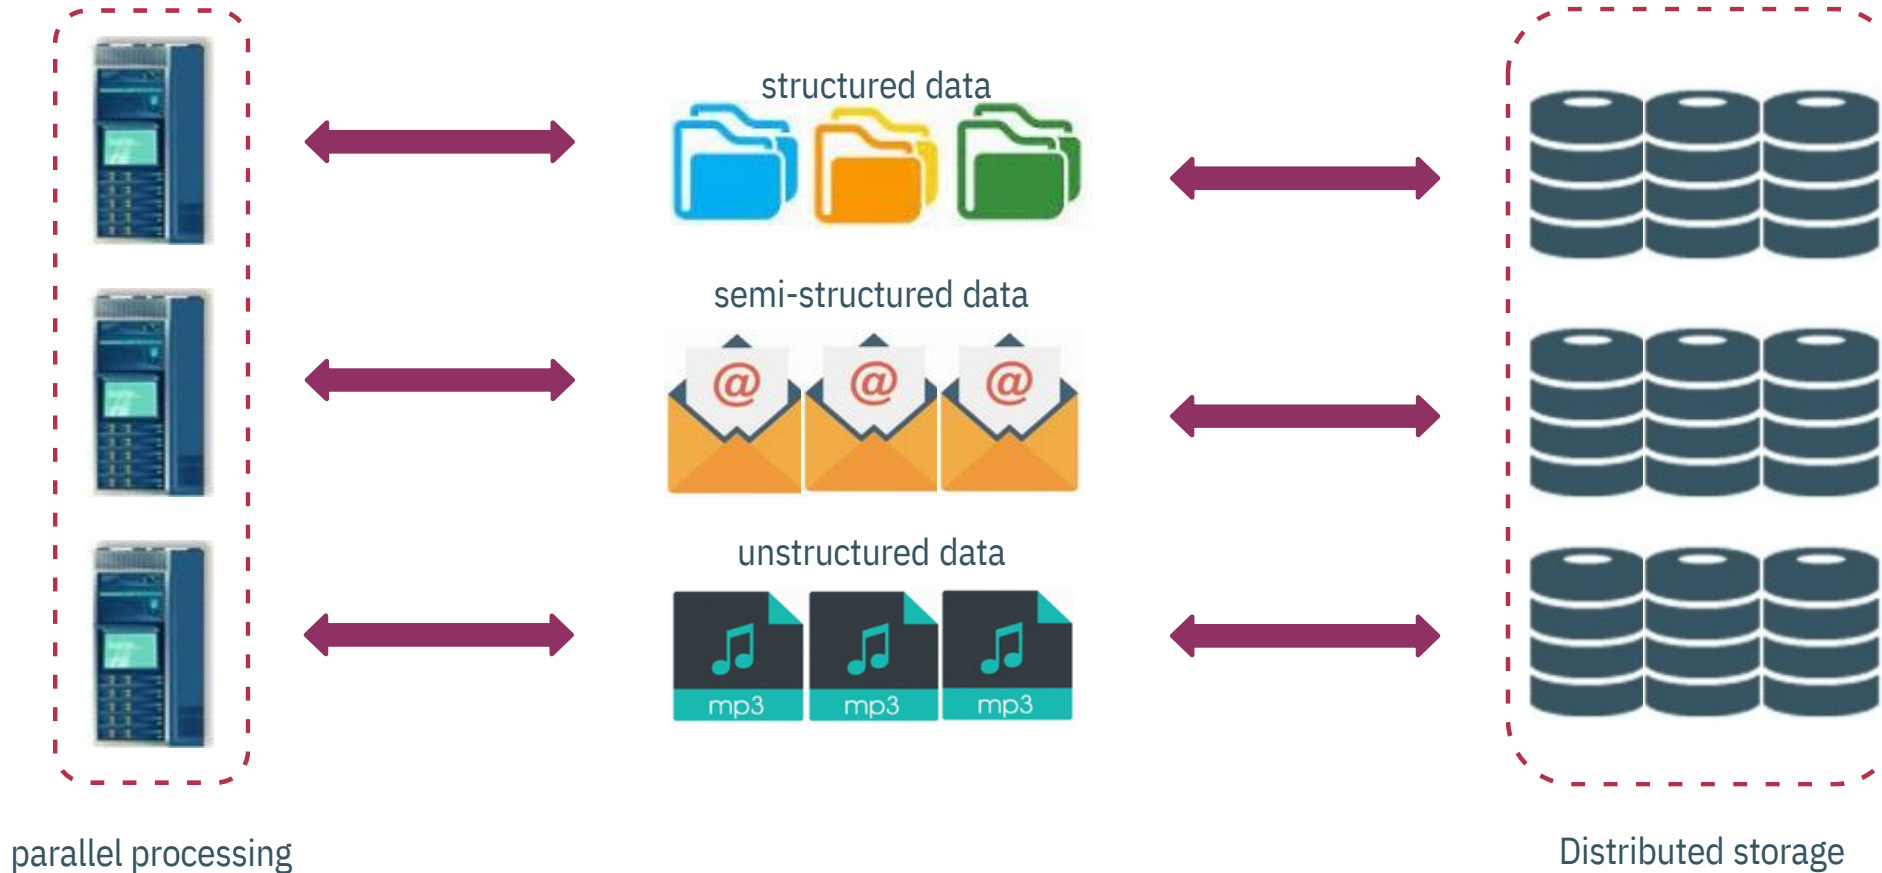 structured data
semi-structured data
@ @ @
unstructured data
mp3 mp3 mp3
parallel processing
Distributed storage